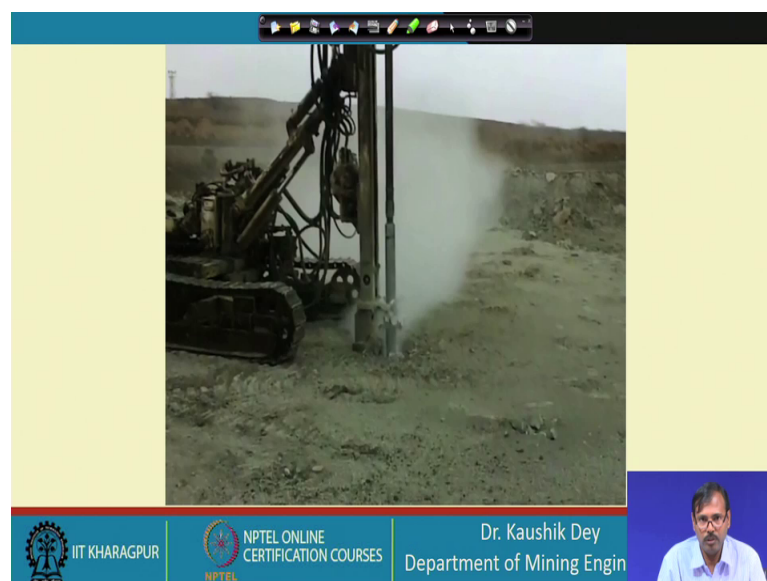 IIT KHARAGPUR
NPTEL ONLINE
CERTIFICATION COURSES
NPTEL
Dr. Kaushik Dey
Department of Mining Engin